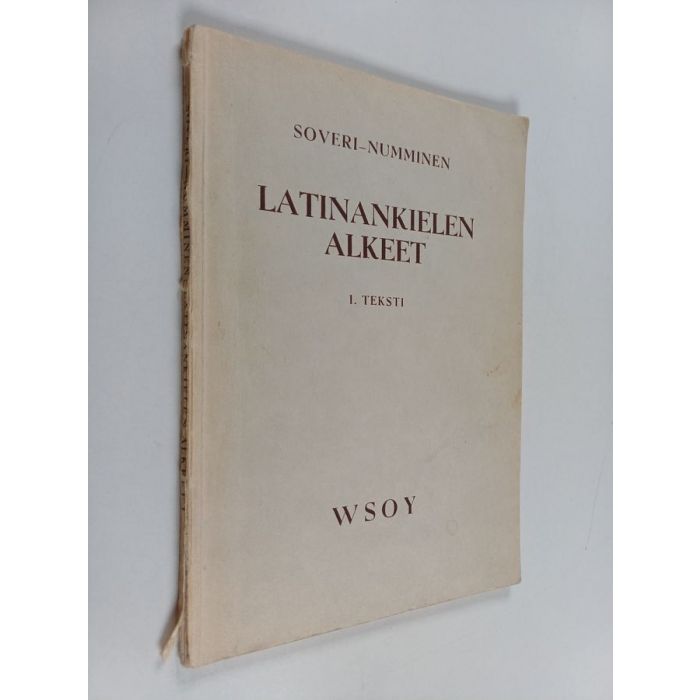 SOVERI–NUMMINEN
LATINANKIELEN
ALKEET
I. TEKSTI
WSOY